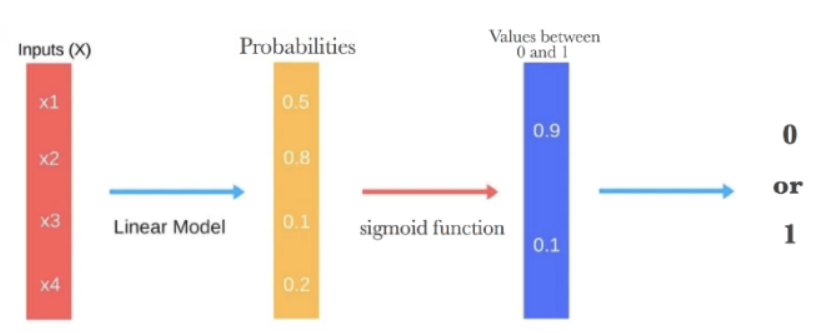 Inputs (X)
x1
x2
x3
x4
Linear Model
Probabilities
0.5
0.8
0.1
0.2
sigmoid function
Values between
0 and 1
0.9
0.1
0
or
1